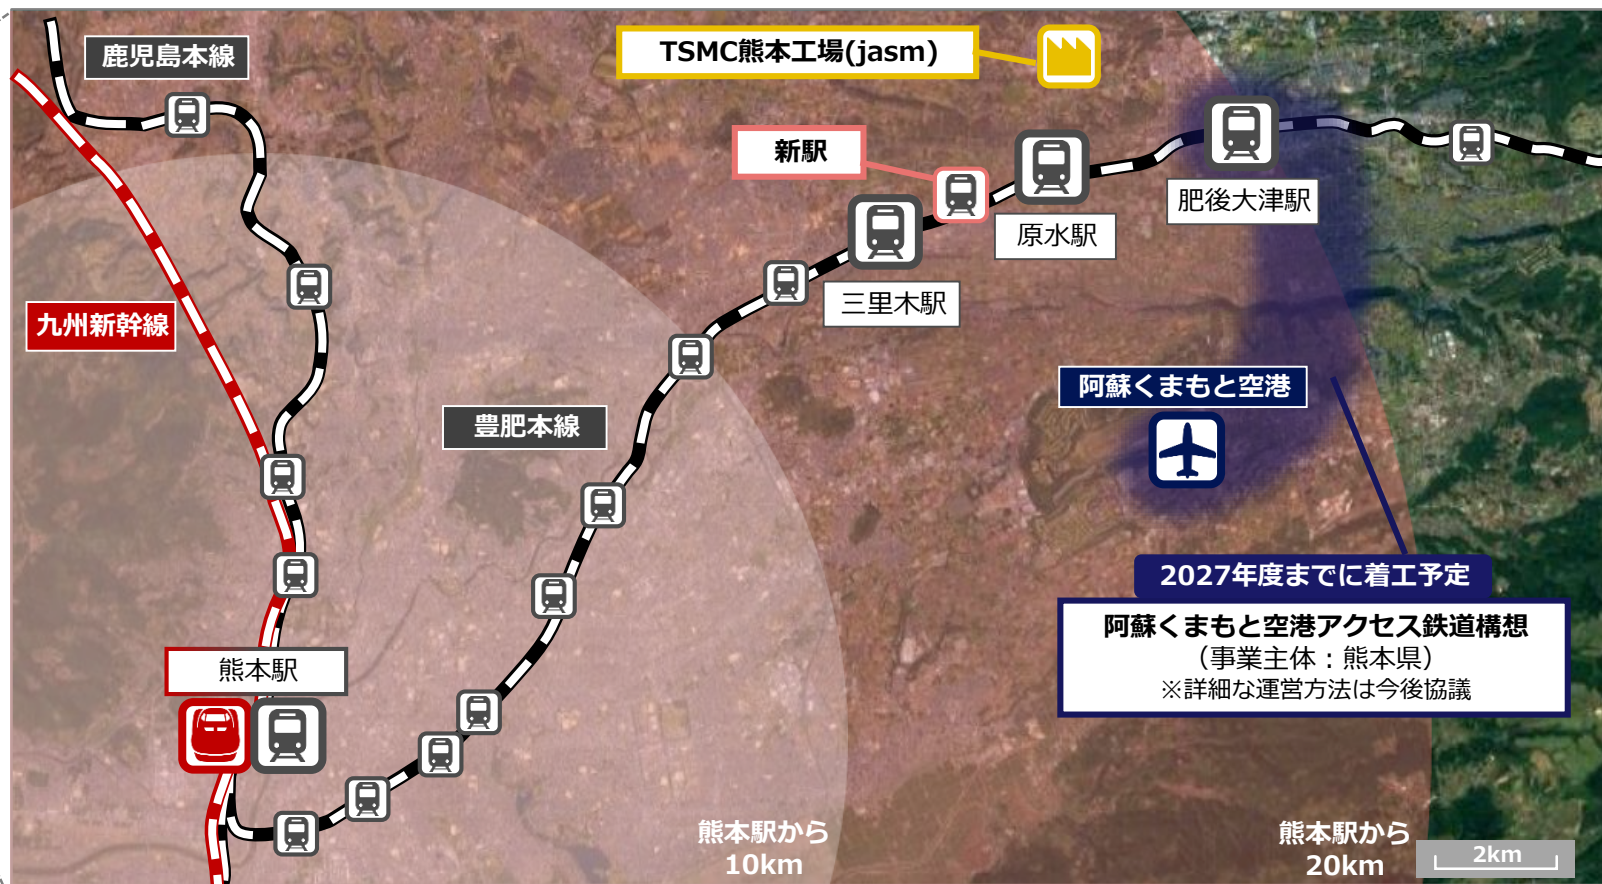 鹿児島本線
TSMC熊本工場(jasm)
新駅
肥後大津駅
原水駅
三里木駅
九州新幹線
阿蘇くまもと空港
豊肥本線
2027年度までに着工予定
阿蘇くまもと空港アクセス鉄道構想
（事業主体：熊本県）
※詳細な運営方法は今後協議
熊本駅
熊本駅から
10km
熊本駅から
20km
2km